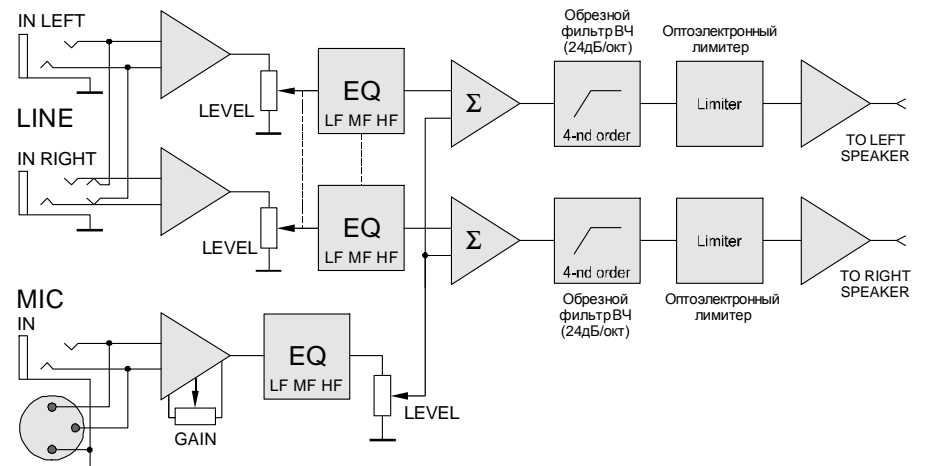 IN LEFT
LINE
IN RIGHT
LEVEL
EQ
LF MF HF
Σ
Обрезной
фильтр ВЧ
(24дБ/окт)
4-nd order
Оптоэлектронный
лимитер
Limiter
TO LEFT
SPEAKER
LEVEL
EQ
LF MF HF
Σ
4-nd order
Обрезной
фильтр ВЧ
(24дБ/окт)
Limiter
Оптоэлектронный
лимитер
TO RIGHT
SPEAKER
MIC
IN
GAIN
EQ
LF MF HF
LEVEL